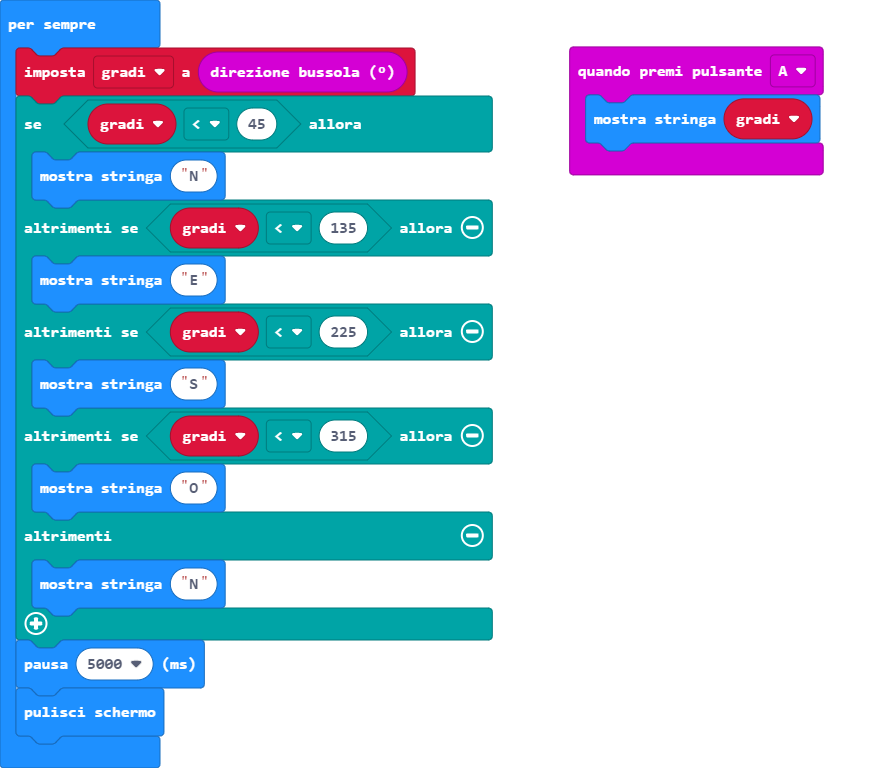 per sempre
imposta gradi a direzione bussola (º)
se gradi < 45 allora
mostra stringa "N"
altrimenti se gradi < 135 allora
mostra stringa "E"
altrimenti se gradi < 225 allora
mostra stringa "S"
altrimenti se gradi < 315 allora
mostra stringa "O"
altrimenti
mostra stringa "N"
pausa 5000 (ms)
pulisci schermo
quando premi pulsante A
mostra stringa gradi